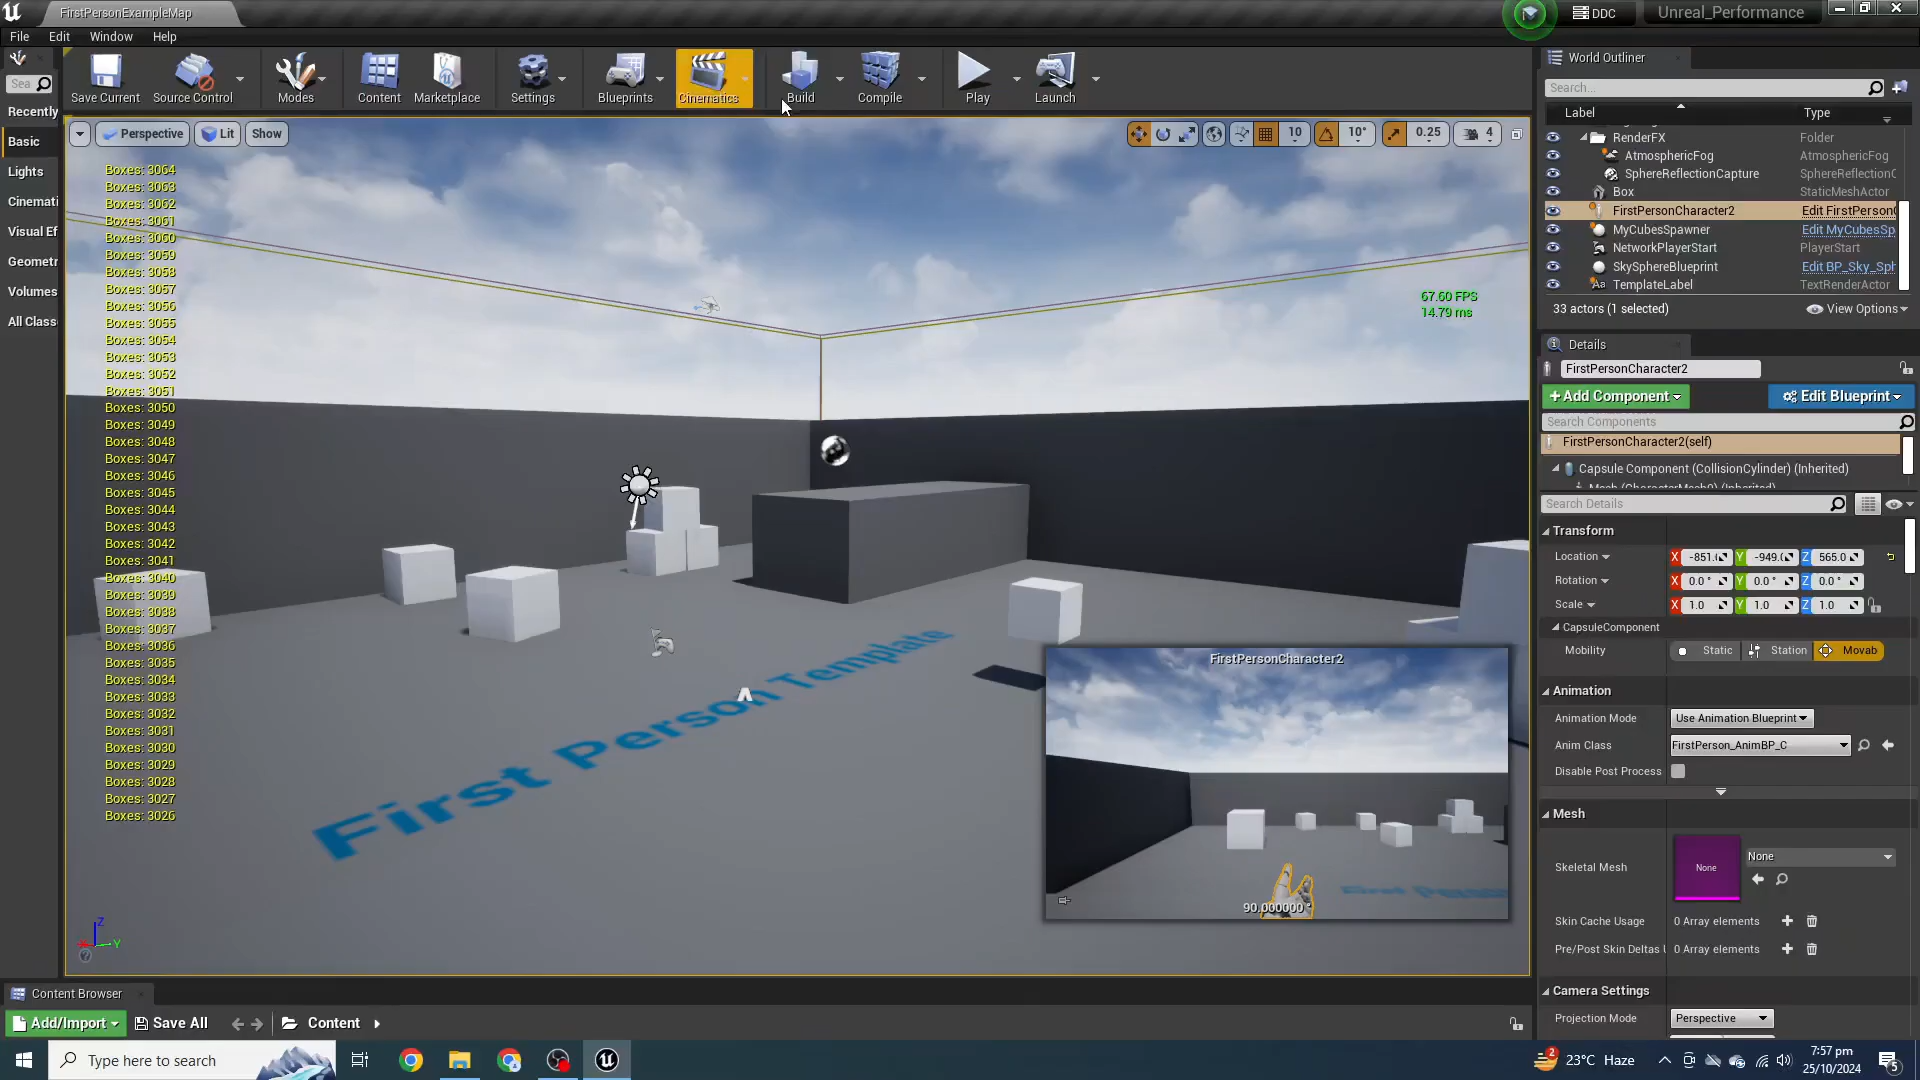 FirstPersonExampleMap
DDC
Unreal_Performance
File Edit Window Help
Save Current
Source Control
Modes
Content
Marketplace
Settings
Blueprints
Cinematics
Build
Compile
Play
Launch
Sea
Recently
Basic
Lights
Cinemati
Visual Ef
Geometr
Volumes
All Class
Perspective
Lit
Show
10
10°
0.25
4
Boxes: 3064
Boxes: 3063
Boxes: 3062
Boxes: 3061
Boxes: 3060
Boxes: 3059
Boxes: 3058
Boxes: 3057
Boxes: 3056
Boxes: 3055
Boxes: 3054
Boxes: 3053
Boxes: 3052
Boxes: 3051
Boxes: 3050
Boxes: 3049
Boxes: 3048
Boxes: 3047
Boxes: 3046
Boxes: 3045
Boxes: 3044
Boxes: 3043
Boxes: 3042
Boxes: 3041
Boxes: 3040
Boxes: 3039
Boxes: 3038
Boxes: 3037
Boxes: 3036
Boxes: 3035
Boxes: 3034
Boxes: 3033
Boxes: 3032
Boxes: 3031
Boxes: 3030
Boxes: 3029
Boxes: 3028
Boxes: 3027
Boxes: 3026
67.60 FPS
14.79 ms
First Person Template
FirstPersonCharacter2
90.000000 °
Z
Y
World Outliner
Search...
Label Type
RenderFX Folder
AtmosphericFog AtmosphericFog
SphereReflectionCapture SphereReflectionC
Box StaticMeshActor
FirstPersonCharacter2 Edit FirstPersonC
MyCubesSpawner Edit MyCubesSp
NetworkPlayerStart PlayerStart
SkySphereBlueprint Edit BP_Sky_Sph
TemplateLabel TextRenderActor
33 actors (1 selected) View Options
Details
FirstPersonCharacter2
+Add Component
Edit Blueprint
Search Components
FirstPersonCharacter2(self)
Capsule Component (CollisionCylinder) (Inherited)
Mesh (CharacterMesh0) (Inherited)
Search Details
Transform
Location X -851.( Y -949.( Z 565.0
Rotation X 0.0 ° Y 0.0 ° Z 0.0 °
Scale X 1.0 Y 1.0 Z 1.0
CapsuleComponent
Mobility Static Station Movab
Animation
Animation Mode Use Animation Blueprint
Anim Class FirstPerson_AnimBP_C
Disable Post Process
Mesh
Skeletal Mesh None None
Skin Cache Usage 0 Array elements
Pre/Post Skin Deltas U 0 Array elements
Camera Settings
Projection Mode Perspective
Content Browser
Add/Import
Save All
Content
Type here to search
2
23°C Haze
7:57 pm
25/10/2024
5